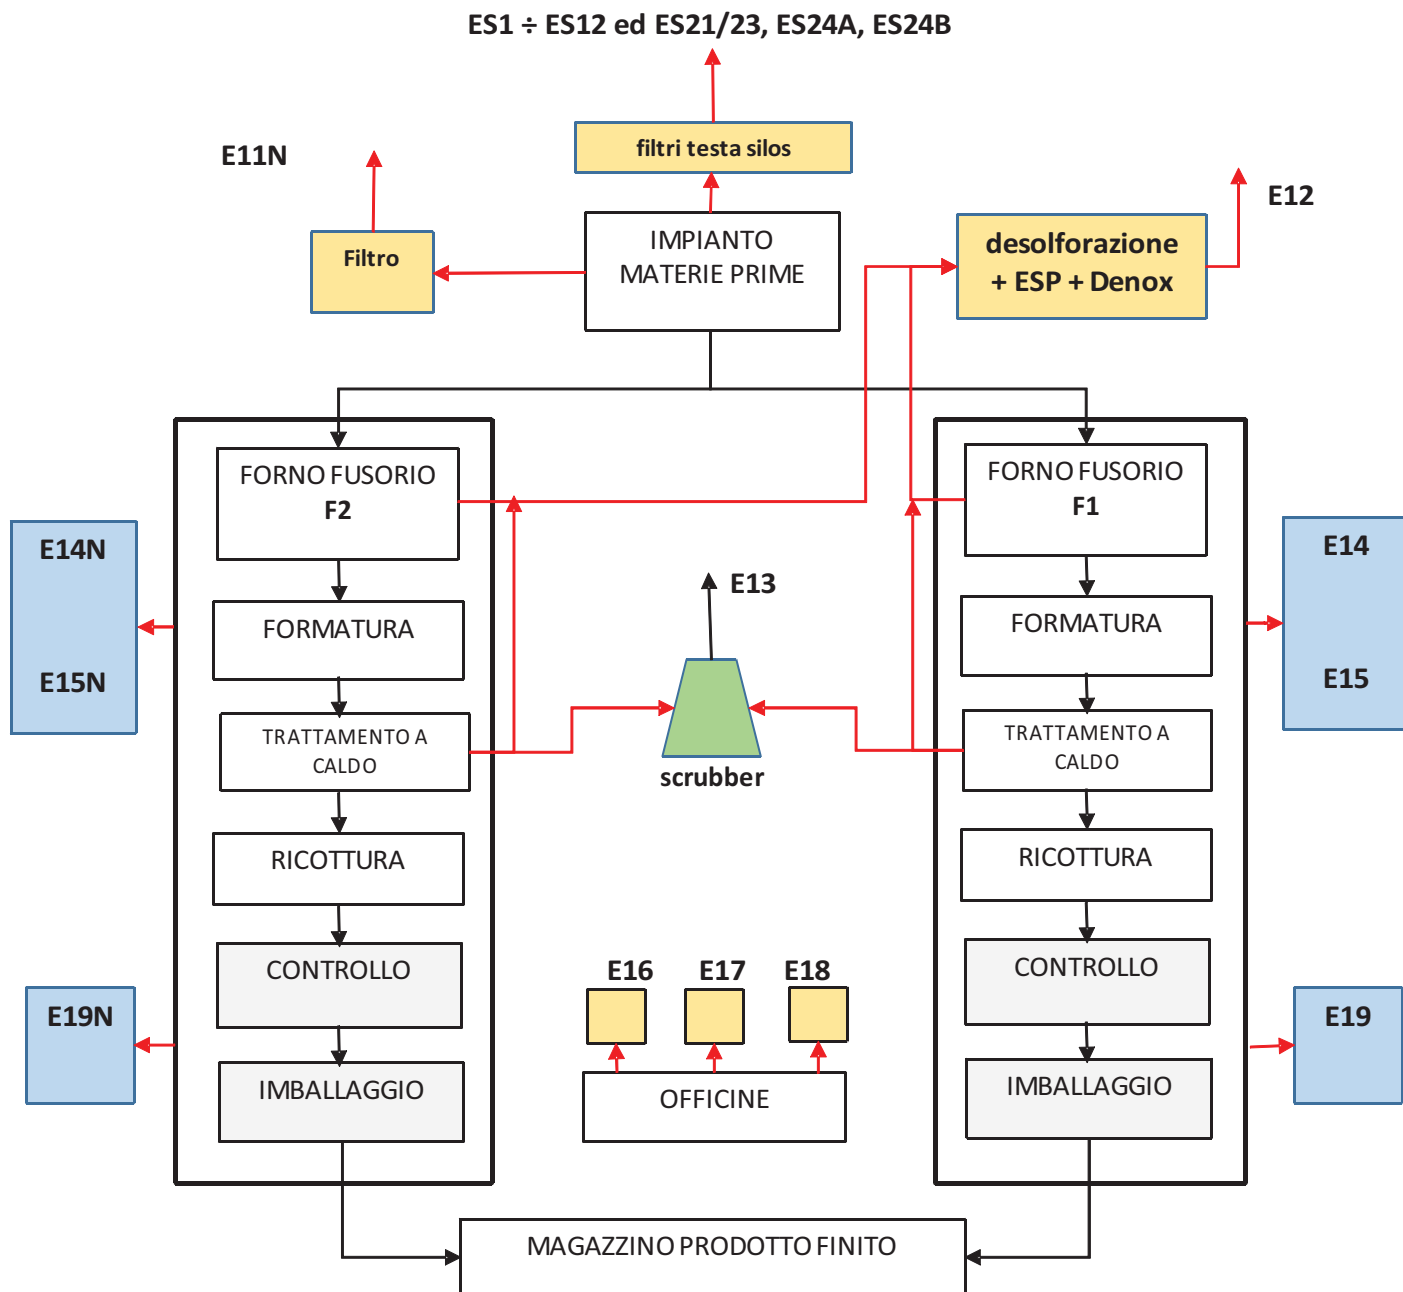 ES1 ÷ ES12 ed ES21/23, ES24A, ES24B
E11N
filtri testa silos
E12
Filtro
IMPIANTO
MATERIE PRIME
desolforazione
+ ESP + Denox
FORNO FUSORIO
F2
FORNO FUSORIO
F1
E14N
E15N
E14
E15
FORMATURA
E13
FORMATURA
TRATTAMENTO A
CALDO
scrubber
TRATTAMENTO A
CALDO
RICOTTURA
RICOTTURA
CONTROLLO
E16
E17
E18
CONTROLLO
E19N
E19
IMBALLAGGIO
OFFICINE
IMBALLAGGIO
MAGAZZINO PRODOTTO FINITO